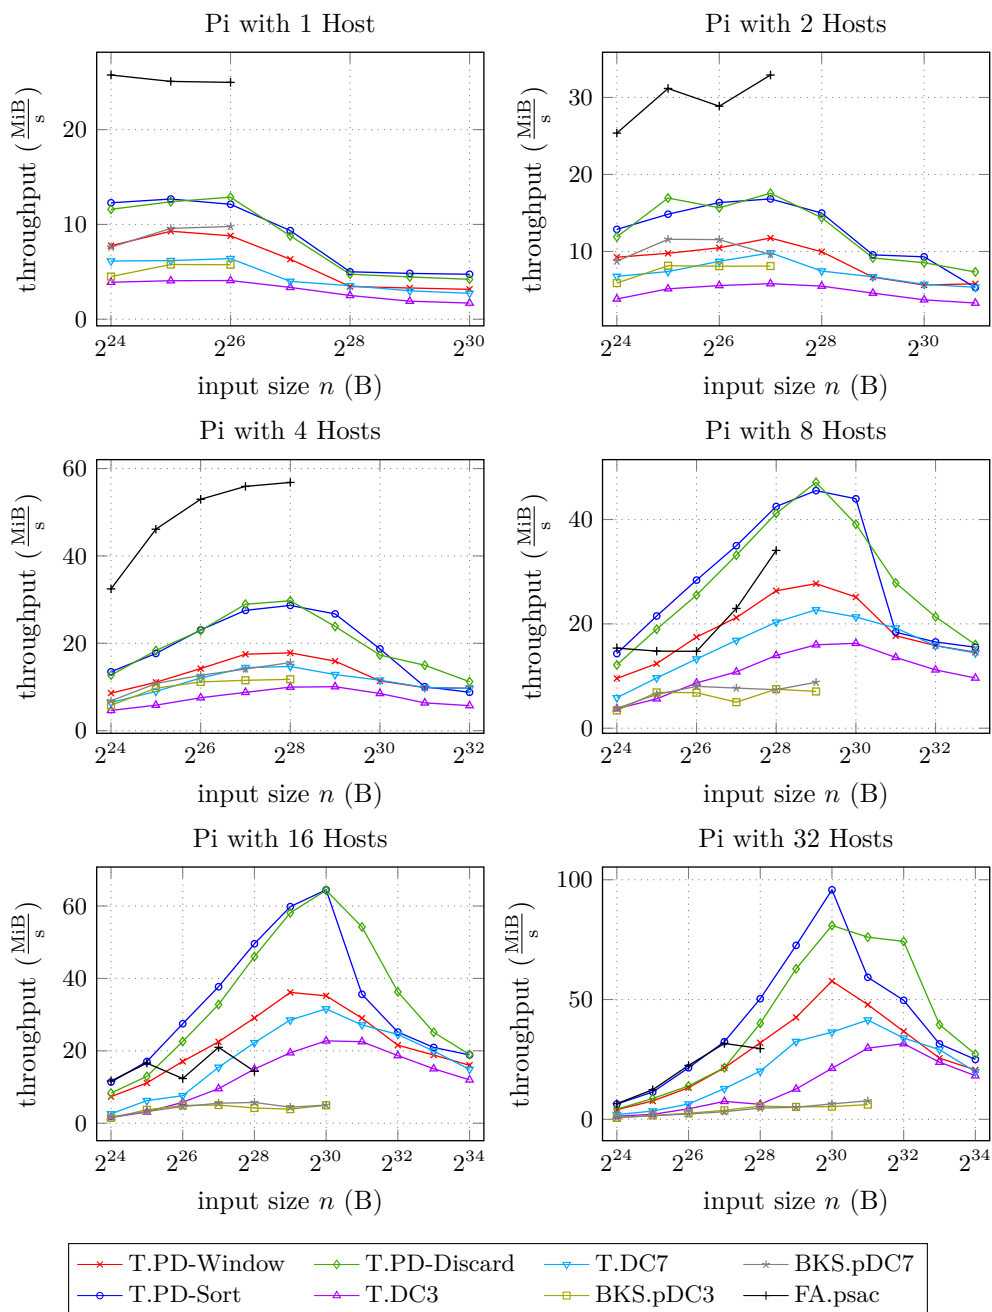 Pi with 1 Host
Pi with 2 Hosts
throughput (MiB/s)
20
10
0
2^24 2^26 2^28 2^30
input size n (B)
throughput (MiB/s)
30
20
10
2^24 2^26 2^28 2^30
input size n (B)
Pi with 4 Hosts
Pi with 8 Hosts
throughput (MiB/s)
60
40
20
0
2^24 2^26 2^28 2^30 2^32
input size n (B)
throughput (MiB/s)
40
20
0
2^24 2^26 2^28 2^30 2^32
input size n (B)
Pi with 16 Hosts
Pi with 32 Hosts
throughput (MiB/s)
60
40
20
0
2^24 2^26 2^28 2^30 2^32 2^34
input size n (B)
throughput (MiB/s)
100
50
0
2^24 2^26 2^28 2^30 2^32 2^34
input size n (B)
T.PD-Window T.PD-Discard T.DC7 BKS.pDC7
T.PD-Sort T.DC3 BKS.pDC3 FA.psac